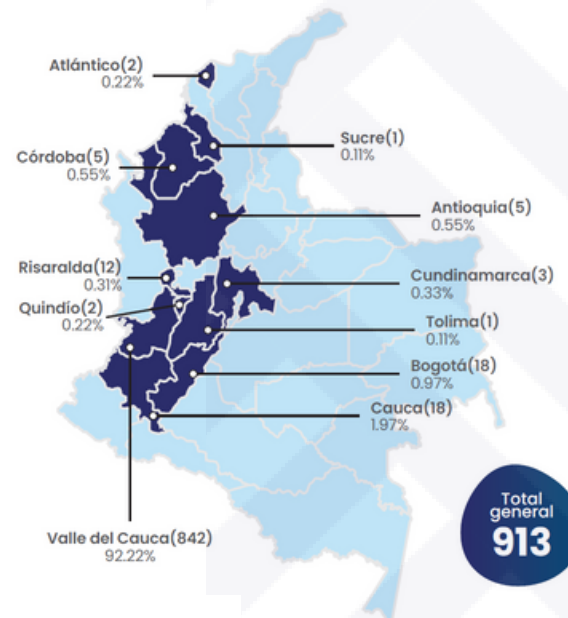 Atlántico(2)
0.22%
Sucre(1)
0.11%
Córdoba(5)
0.55%
Antioquia(5)
0.55%
Risaralda(12)
0.31%
Cundinamarca(3)
0.33%
Quindío(2)
0.22%
Tolima(1)
0.11%
Bogotá(18)
0.97%
Cauca(18)
1.97%
Valle del Cauca(842)
92.22%
Total
general
913